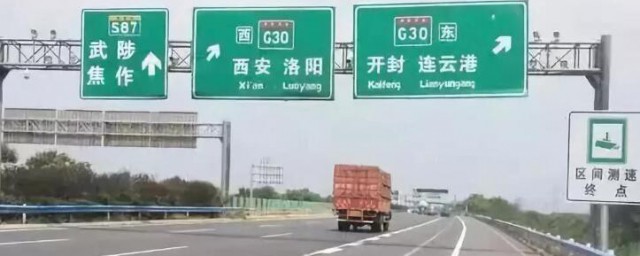 S87
武陟
焦作
西 G30
西安 洛阳
Xi'an Luoyang
G30 东
开封 连云港
Kaifeng Lianyungang
区间测速
终点